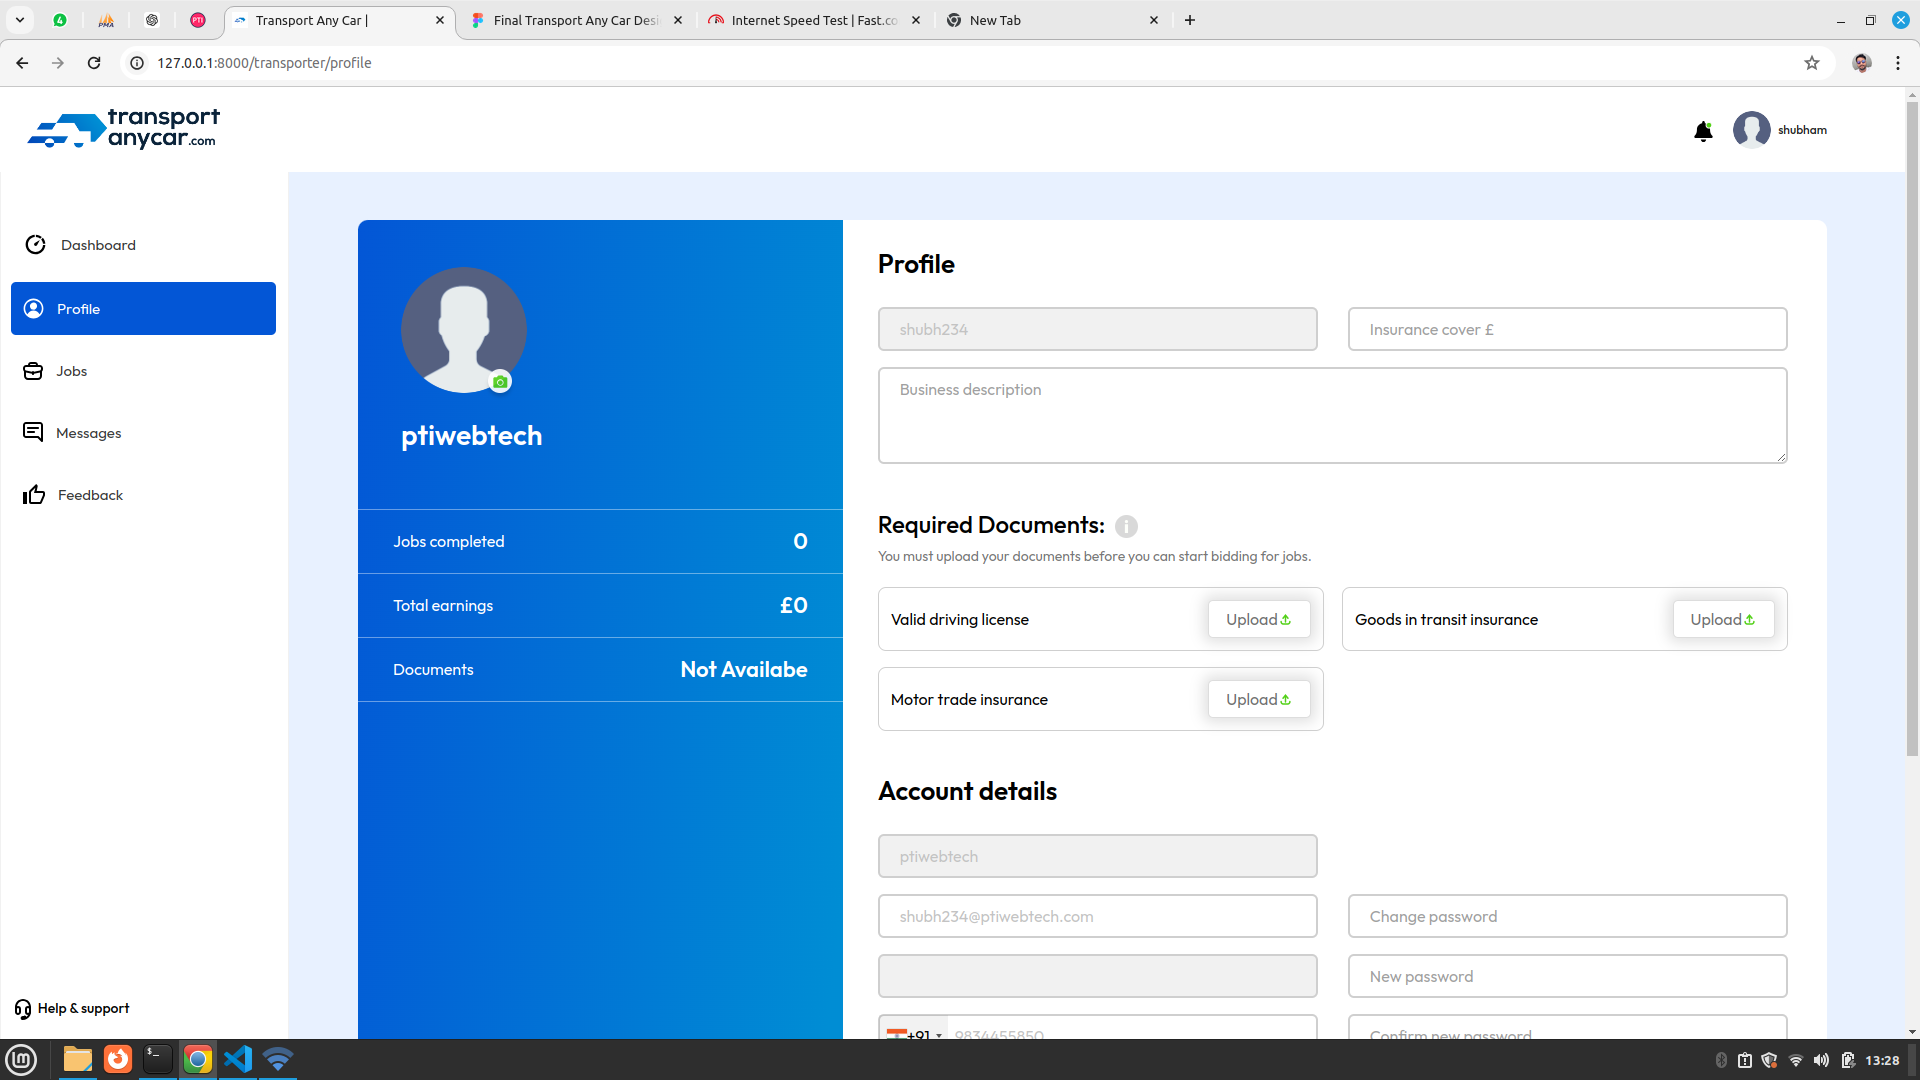 Transport Any Car |
Final Transport Any Car Desi
Internet Speed Test | Fast.co
New Tab
127.0.0.1:8000/transporter/profile
transport
anycar.com
shubham
Dashboard
Profile
Jobs
Messages
Feedback
Help & support
ptiwebtech
Jobs completed 0
Total earnings £0
Documents Not Availabe
Profile
shubh234 Insurance cover £
Business description
Required Documents:
You must upload your documents before you can start bidding for jobs.
Valid driving license Upload Goods in transit insurance Upload
Motor trade insurance Upload
Account details
ptiwebtech
shubh234@ptiwebtech.com Change password
New password
+91 9834455850 Confirm new password
13:28